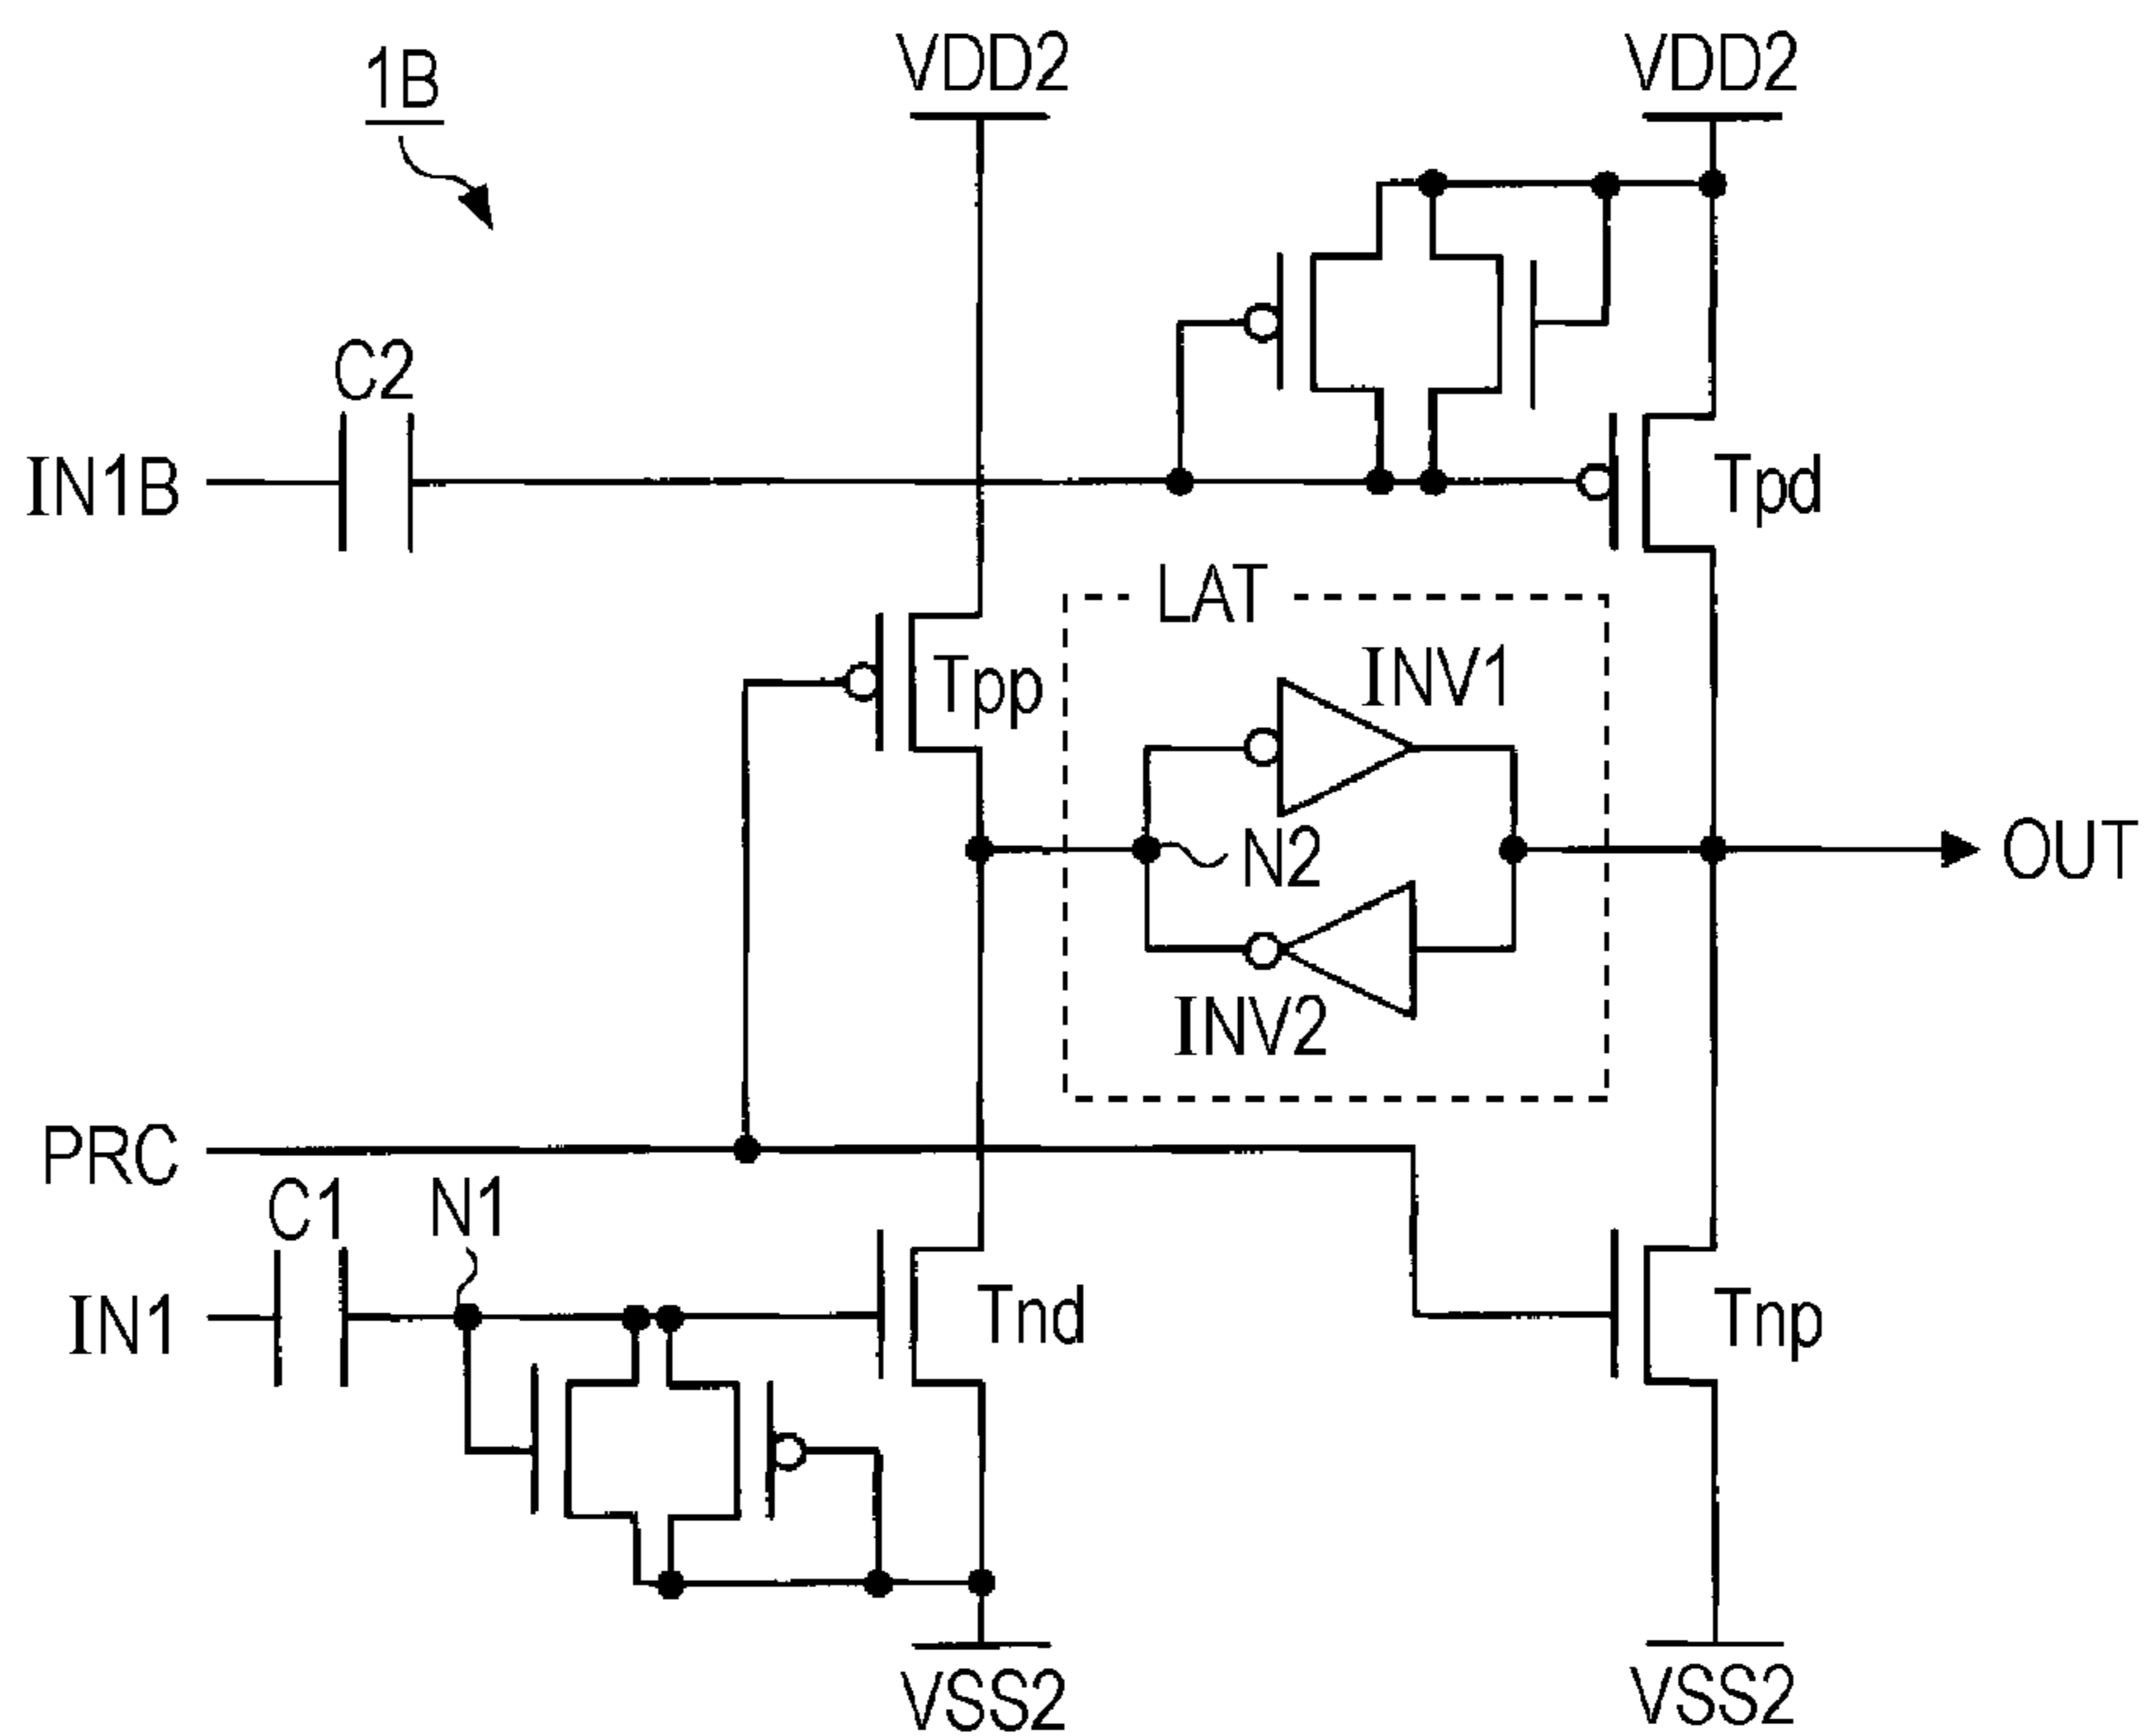 1B
VDD2
VDD2
C2
IN1B
Tpd
LAT
INV1
Tpp
N2
OUT
INV2
PRC
C1
N1
IN1
Tnd
Tnp
VSS2
VSS2